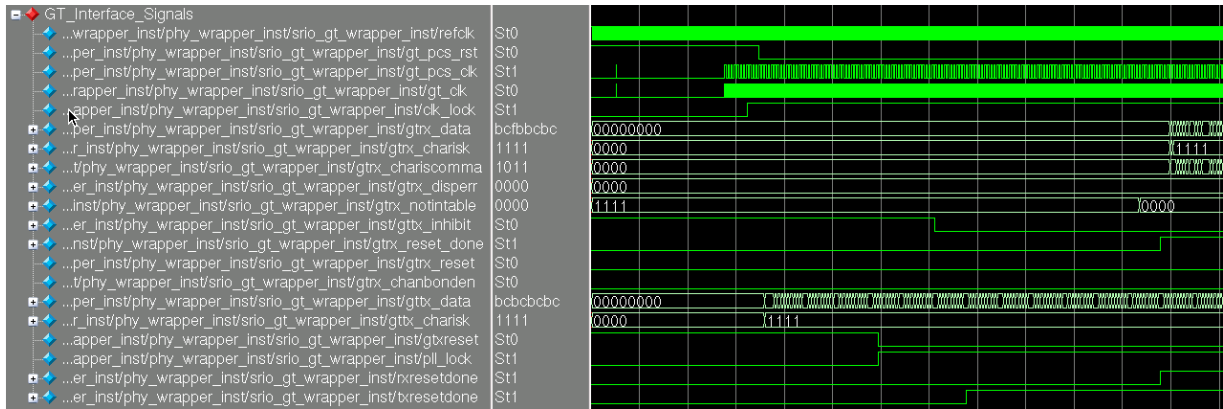 GT_Interface_Signals
...wrapper_inst/phy_wrapper_inst/srio_gt_wrapper_inst/refclk St0
...per_inst/phy_wrapper_inst/srio_gt_wrapper_inst/gt_pcs_rst St0
...per_inst/phy_wrapper_inst/srio_gt_wrapper_inst/gt_pcs_clk St1
...rapper_inst/phy_wrapper_inst/srio_gt_wrapper_inst/gt_clk St0
...apper_inst/phy_wrapper_inst/srio_gt_wrapper_inst/clk_lock St1
...per_inst/phy_wrapper_inst/srio_gt_wrapper_inst/gtrx_data bcfbbcbc 00000000
...r_inst/phy_wrapper_inst/srio_gt_wrapper_inst/gtrx_charisk 1111 0000 1111
...t/phy_wrapper_inst/srio_gt_wrapper_inst/gtrx_chariscomma 1011 0000
...er_inst/phy_wrapper_inst/srio_gt_wrapper_inst/gtrx_disperr 0000 0000
...inst/phy_wrapper_inst/srio_gt_wrapper_inst/gtrx_notintable 0000 1111 0000
...er_inst/phy_wrapper_inst/srio_gt_wrapper_inst/gttx_inhibit St0
...nst/phy_wrapper_inst/srio_gt_wrapper_inst/gtrx_reset_done St1
...per_inst/phy_wrapper_inst/srio_gt_wrapper_inst/gtrx_reset St0
...t/phy_wrapper_inst/srio_gt_wrapper_inst/gtrx_chanbonden St0
...per_inst/phy_wrapper_inst/srio_gt_wrapper_inst/gttx_data bcbcbcbc 00000000
...r_inst/phy_wrapper_inst/srio_gt_wrapper_inst/gttx_charisk 1111 0000 1111
...apper_inst/phy_wrapper_inst/srio_gt_wrapper_inst/gtxreset St0
...apper_inst/phy_wrapper_inst/srio_gt_wrapper_inst/pll_lock St1
...er_inst/phy_wrapper_inst/srio_gt_wrapper_inst/rxresetdone St1
...er_inst/phy_wrapper_inst/srio_gt_wrapper_inst/txresetdone St1